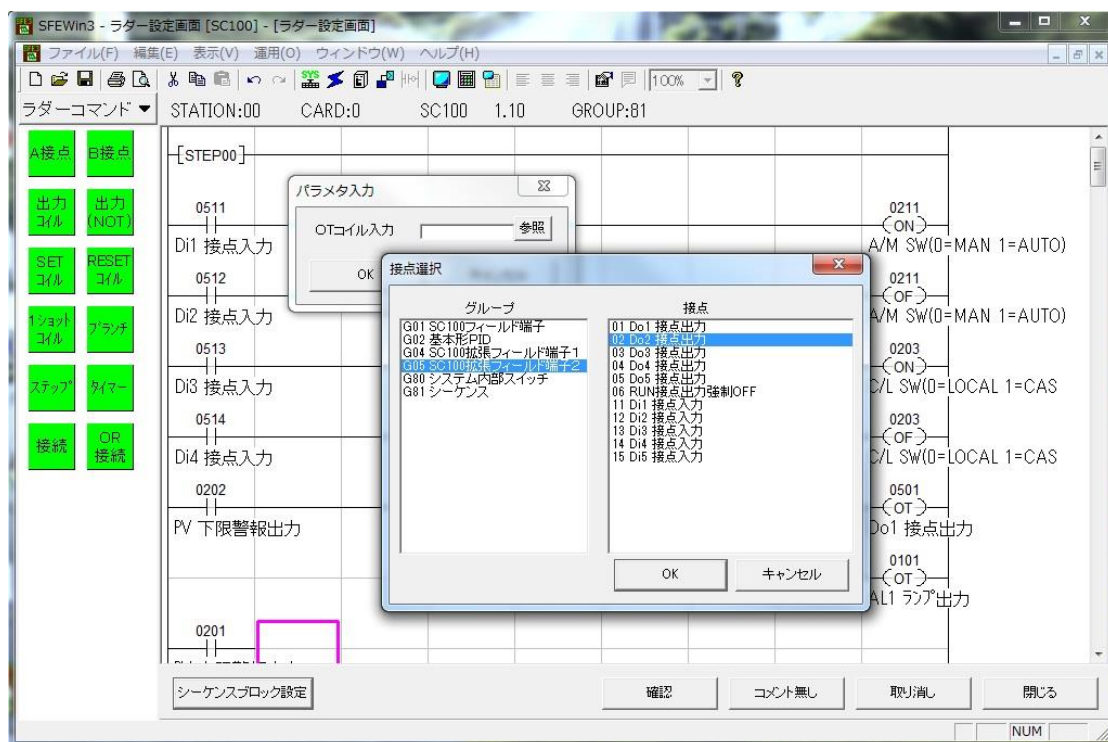 SFEWin3 - ラダー設定画面 [SC100] - [ラダー設定画面]
ファイル(F) 編集(E) 表示(V) 運用(O) ウィンドウ(W) ヘルプ(H)
SYS
100%
ラダーコマンド
STATION:00 CARD:0 SC100 1.10 GROUP:81
A接点
B接点
出力
コイル
出力
(NOT)
SET
コイル
RESET
コイル
1ショット
コイル
ブランチ
ステップ
タイマー
接続
OR
接続
[STEP00]
0511
Di1 接点入力
0211
(ON)
A/M SW(0=MAN 1=AUTO)
0512
Di2 接点入力
0211
(OF)
A/M SW(0=MAN 1=AUTO)
0513
Di3 接点入力
0203
(ON)
C/L SW(0=LOCAL 1=CAS
0514
Di4 接点入力
0203
(OF)
C/L SW(0=LOCAL 1=CAS
0202
PV 下限警報出力
0501
(OT)
Do1 接点出力
0101
(OT)
AL1 ランプ出力
0201
パラメタ入力
OTコイル入力
参照
OK
接点選択
グループ
G01 SC100フィールド端子
G02 基本形PID
G04 SC100拡張フィールド端子1
G05 SC100拡張フィールド端子2
G80 システム内部スイッチ
G81 シーケンス
接点
01 Do1 接点出力
02 Do2 接点出力
03 Do3 接点出力
04 Do4 接点出力
05 Do5 接点出力
06 RUN接点出力強制OFF
11 Di1 接点入力
12 Di2 接点入力
13 Di3 接点入力
14 Di4 接点入力
15 Di5 接点入力
OK
キャンセル
シーケンスブロック設定
確認
コメント無し
取り消し
閉じる
NUM